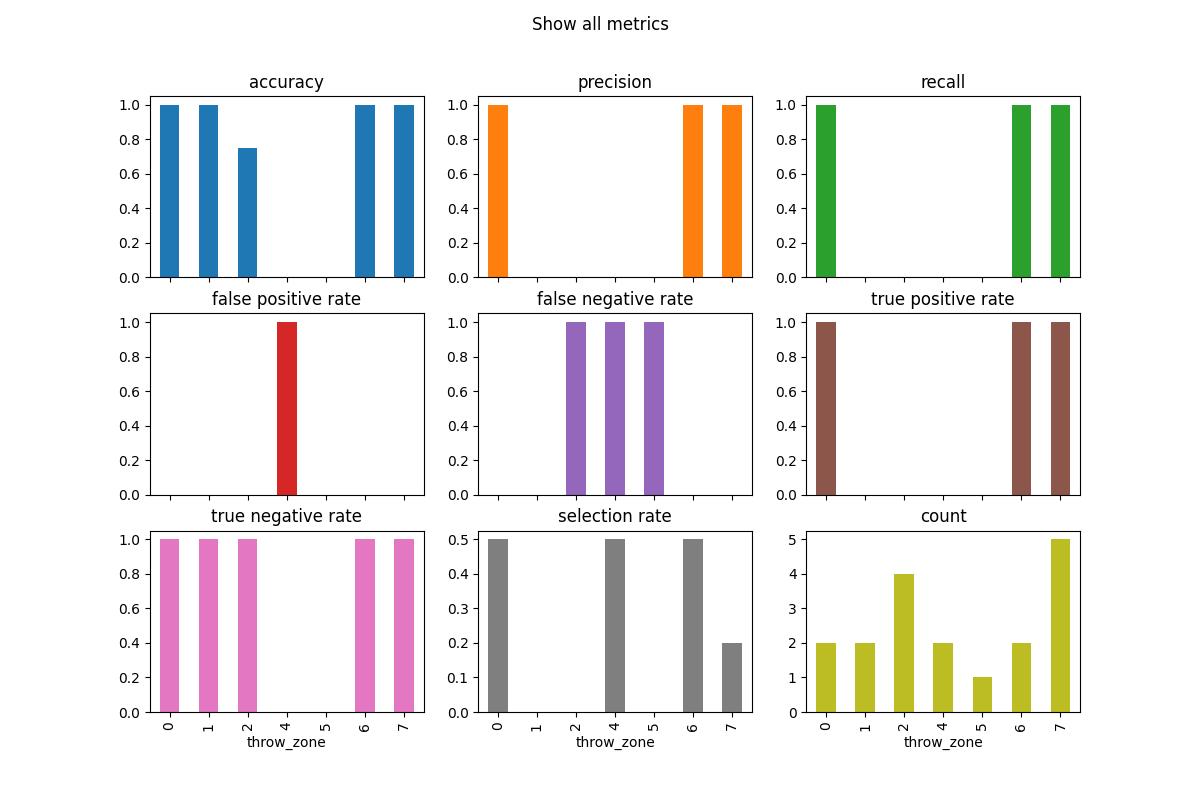 Show all metrics
accuracy precision recall
1.0 1.0 1.0
0.8 0.8 0.8
0.6 0.6 0.6
0.4 0.4 0.4
0.2 0.2 0.2
0.0 0.0 0.0
false positive rate false negative rate true positive rate
1.0 1.0 1.0
0.8 0.8 0.8
0.6 0.6 0.6
0.4 0.4 0.4
0.2 0.2 0.2
0.0 0.0 0.0
true negative rate selection rate count
1.0 0.5 5
0.8 0.4 4
0.6 0.3 3
0.4 0.2 2
0.2 0.1 1
0.0 0.0 0
0 1 2 4 5 6 7 0 1 2 4 5 6 7 0 1 2 4 5 6 7
throw_zone throw_zone throw_zone